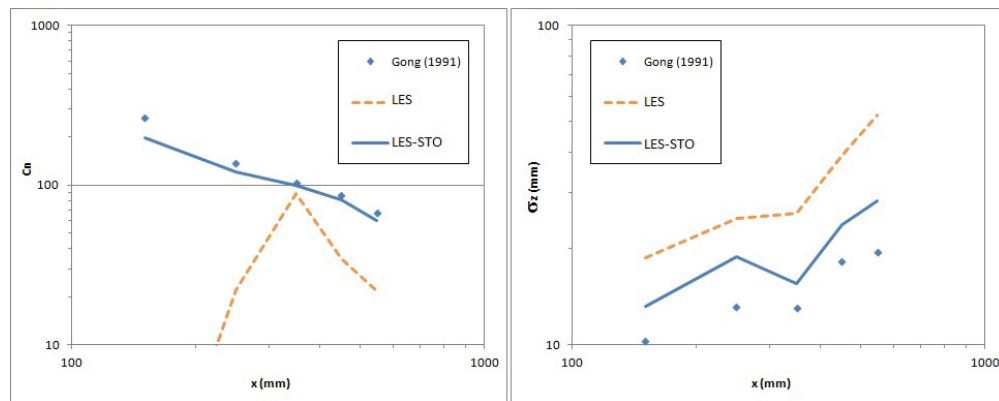 1000
100
10
Cn
100
1000
x (mm)
Gong (1991)
LES
LES-STO
100
10
σz (mm)
100
1000
x (mm)
Gong (1991)
LES
LES-STO